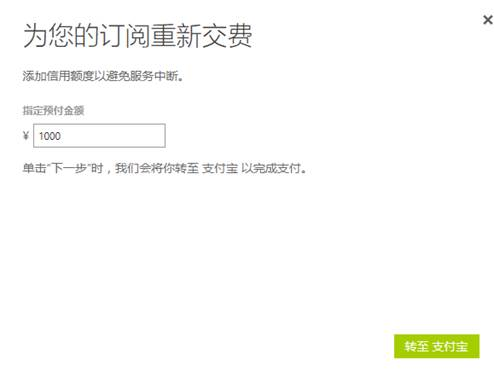 为您的订阅重新交费
添加信用额度以避免服务中断。
指定预付金额
¥ 1000
单击"下一步"时，我们会将你转至 支付宝 以完成支付。
转至 支付宝